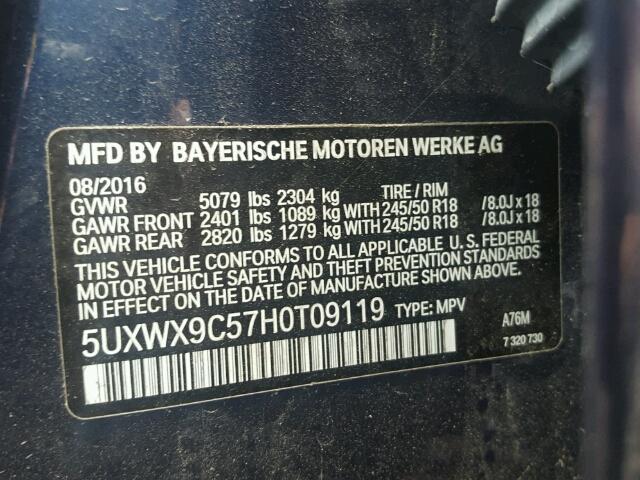 MFD BY BAYERISCHE MOTOREN WERKE AG
08/2016 TIRE / RIM
GVWR 5079 lbs 2304 kg
GAWR FRONT 2401 lbs 1089 kg WITH 245/50 R18 /8.0J x 18
GAWR REAR 2820 lbs 1279 kg WITH 245/50 R18 /8.0J x 18
THIS VEHICLE CONFORMS TO ALL APPLICABLE U. S. FEDERAL
MOTOR VEHICLE SAFETY AND THEFT PREVENTION STANDARDS
IN EFFECT ON THE DATE OF MANUFACTURE SHOWN ABOVE.
5UXWX9C57H0T09119 TYPE: MPV
A76M
7 320 730